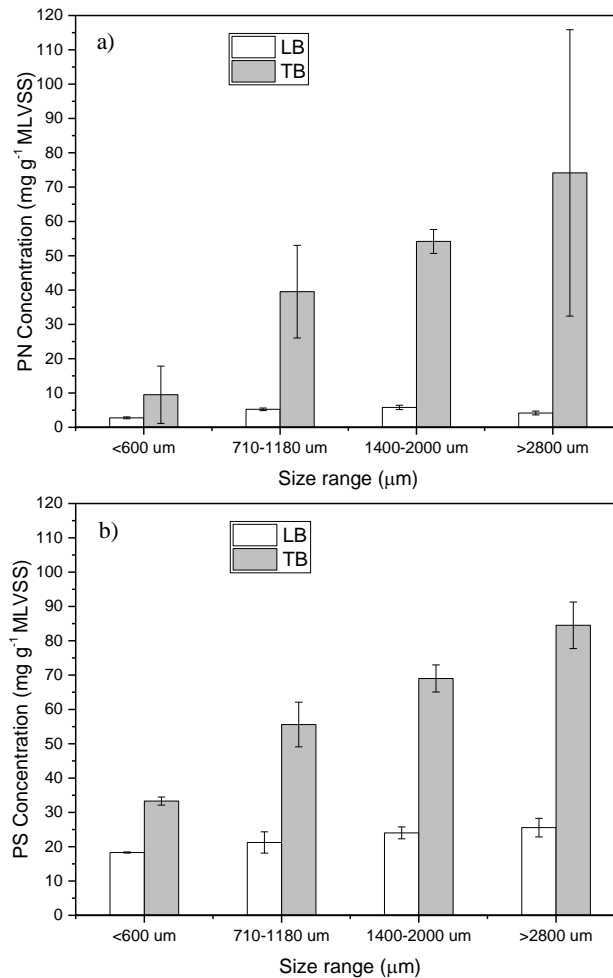 a)
LB
TB
PN Concentration (mg g⁻¹ MLVSS)
120
110
100
90
80
70
60
50
40
30
20
10
0
<600 um 710-1180 um 1400-2000 um >2800 um
Size range (μm)
b)
LB
TB
PS Concentration (mg g⁻¹ MLVSS)
120
110
100
90
80
70
60
50
40
30
20
10
0
<600 um 710-1180 um 1400-2000 um >2800 um
Size range (μm)